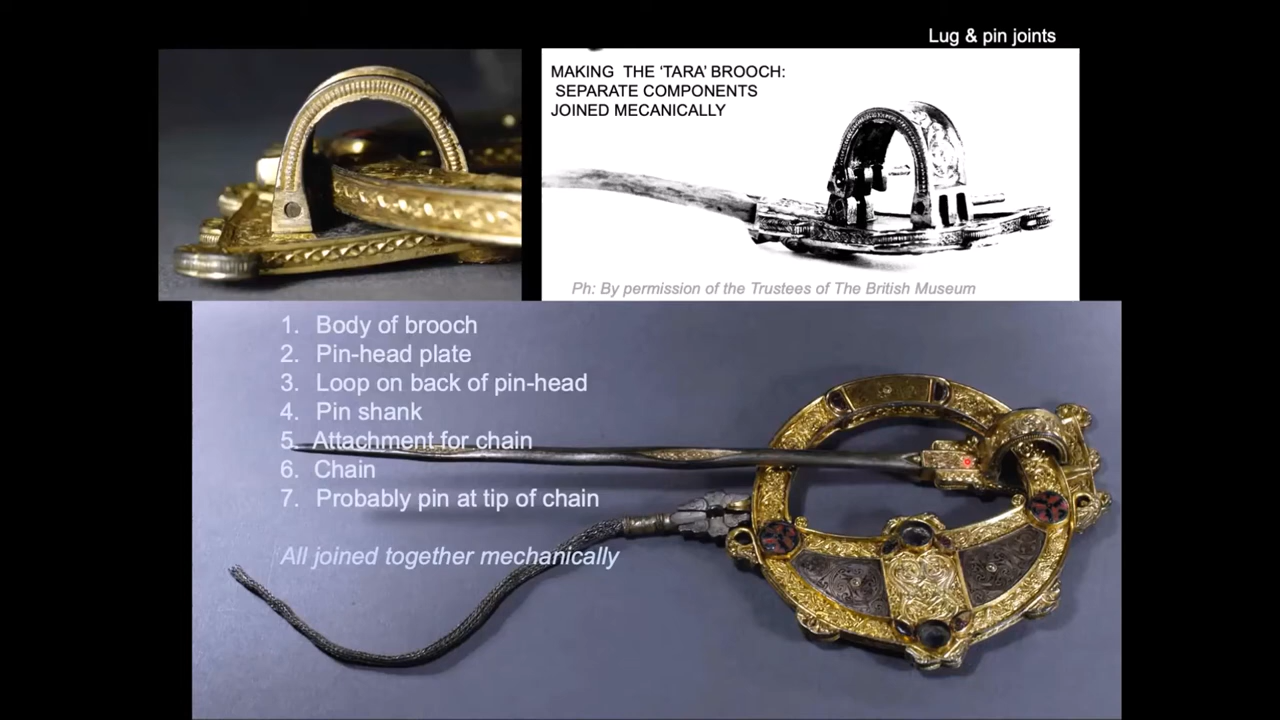 Lug & pin joints
MAKING THE ‘TARA’ BROOCH:
SEPARATE COMPONENTS
JOINED MECANICALLY
Ph: By permission of the Trustees of The British Museum
1. Body of brooch
2. Pin-head plate
3. Loop on back of pin-head
4. Pin shank
5. Attachment for chain
6. Chain
7. Probably pin at tip of chain
All joined together mechanically